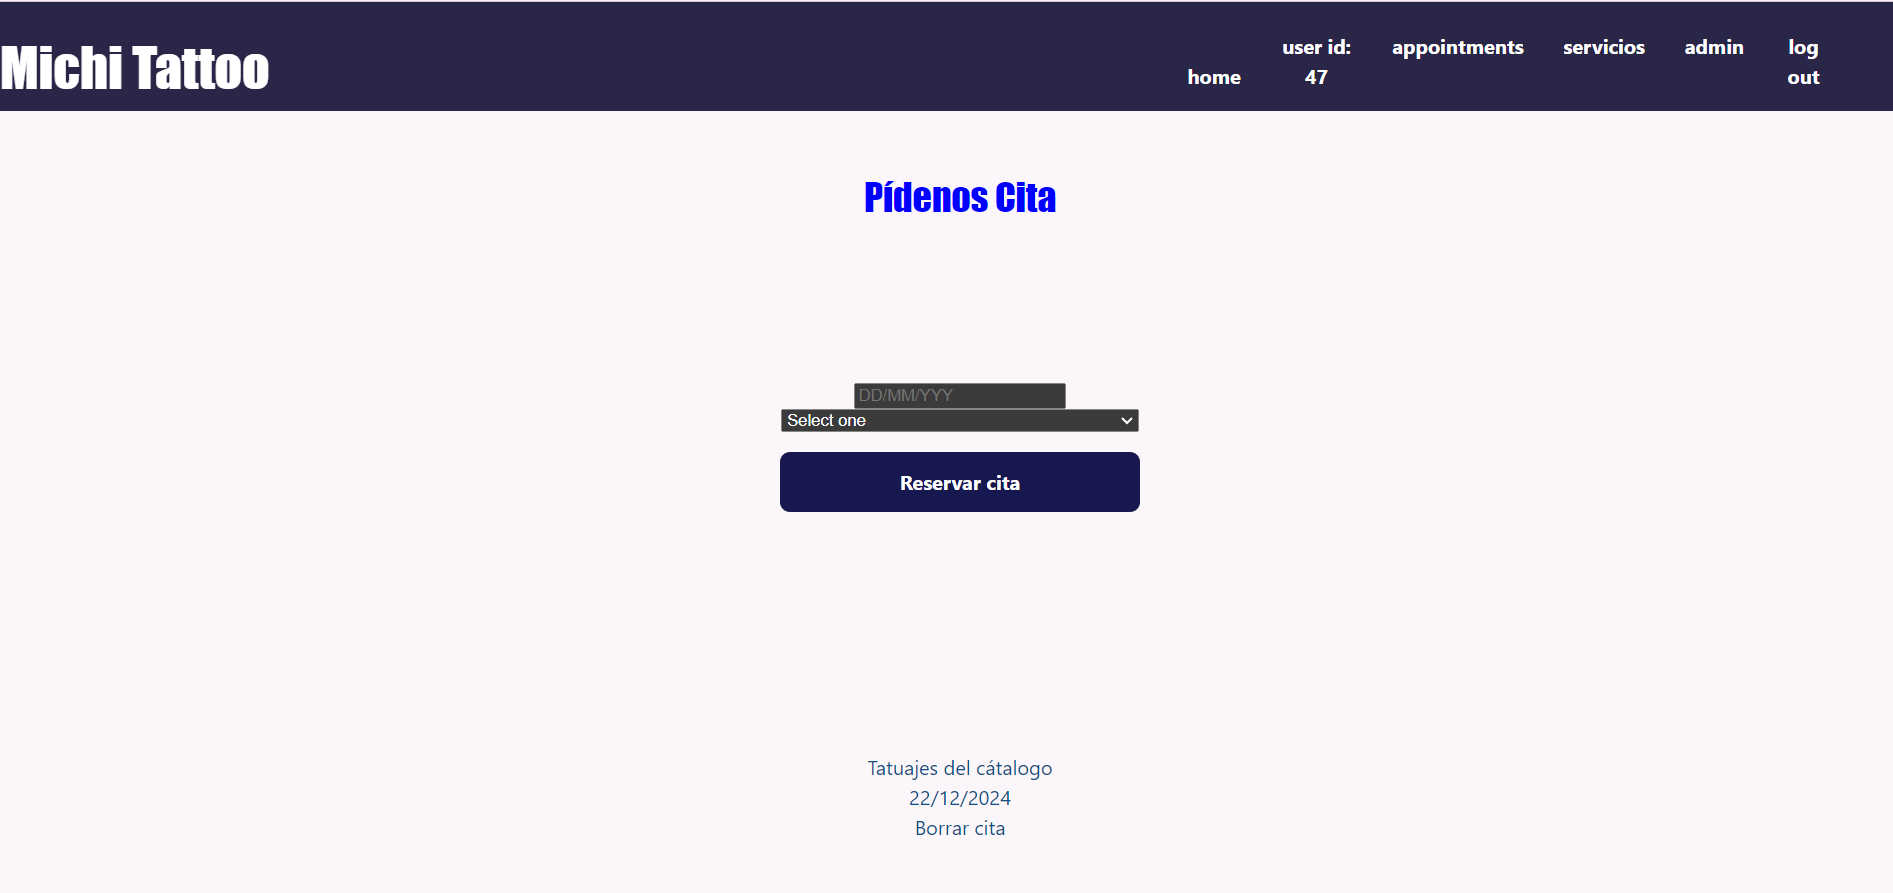 Michi Tattoo
home
user id:
47
appointments
servicios
admin
log
out
Pídenos Cita
DD/MM/YYY
Select one
Reservar cita
Tatuajes del cátalogo
22/12/2024
Borrar cita